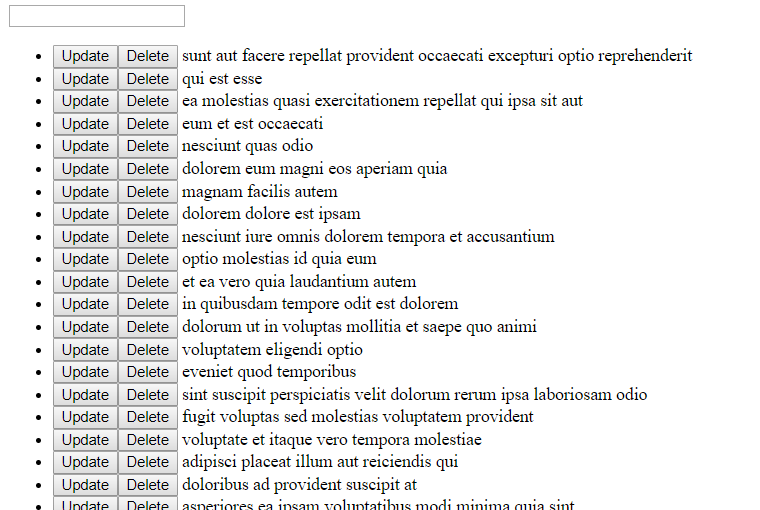 Update Delete sunt aut facere repellat provident occaecati excepturi optio reprehenderit
Update Delete qui est esse
Update Delete ea molestias quasi exercitationem repellat qui ipsa sit aut
Update Delete eum et est occaecati
Update Delete nesciunt quas odio
Update Delete dolorem eum magni eos aperiam quia
Update Delete magnam facilis autem
Update Delete dolorem dolore est ipsam
Update Delete nesciunt iure omnis dolorem tempora et accusantium
Update Delete optio molestias id quia eum
Update Delete et ea vero quia laudantium autem
Update Delete in quibusdam tempore odit est dolorem
Update Delete dolorum ut in voluptas mollitia et saepe quo animi
Update Delete voluptatem eligendi optio
Update Delete eveniet quod temporibus
Update Delete sint suscipit perspiciatis velit dolorum rerum ipsa laboriosam odio
Update Delete fugit voluptas sed molestias voluptatem provident
Update Delete voluptate et itaque vero tempora molestiae
Update Delete adipisci placeat illum aut reiciendis qui
Update Delete doloribus ad provident suscipit at
Update Delete asperiores ea ipsam voluptatibus modi minima quia sint